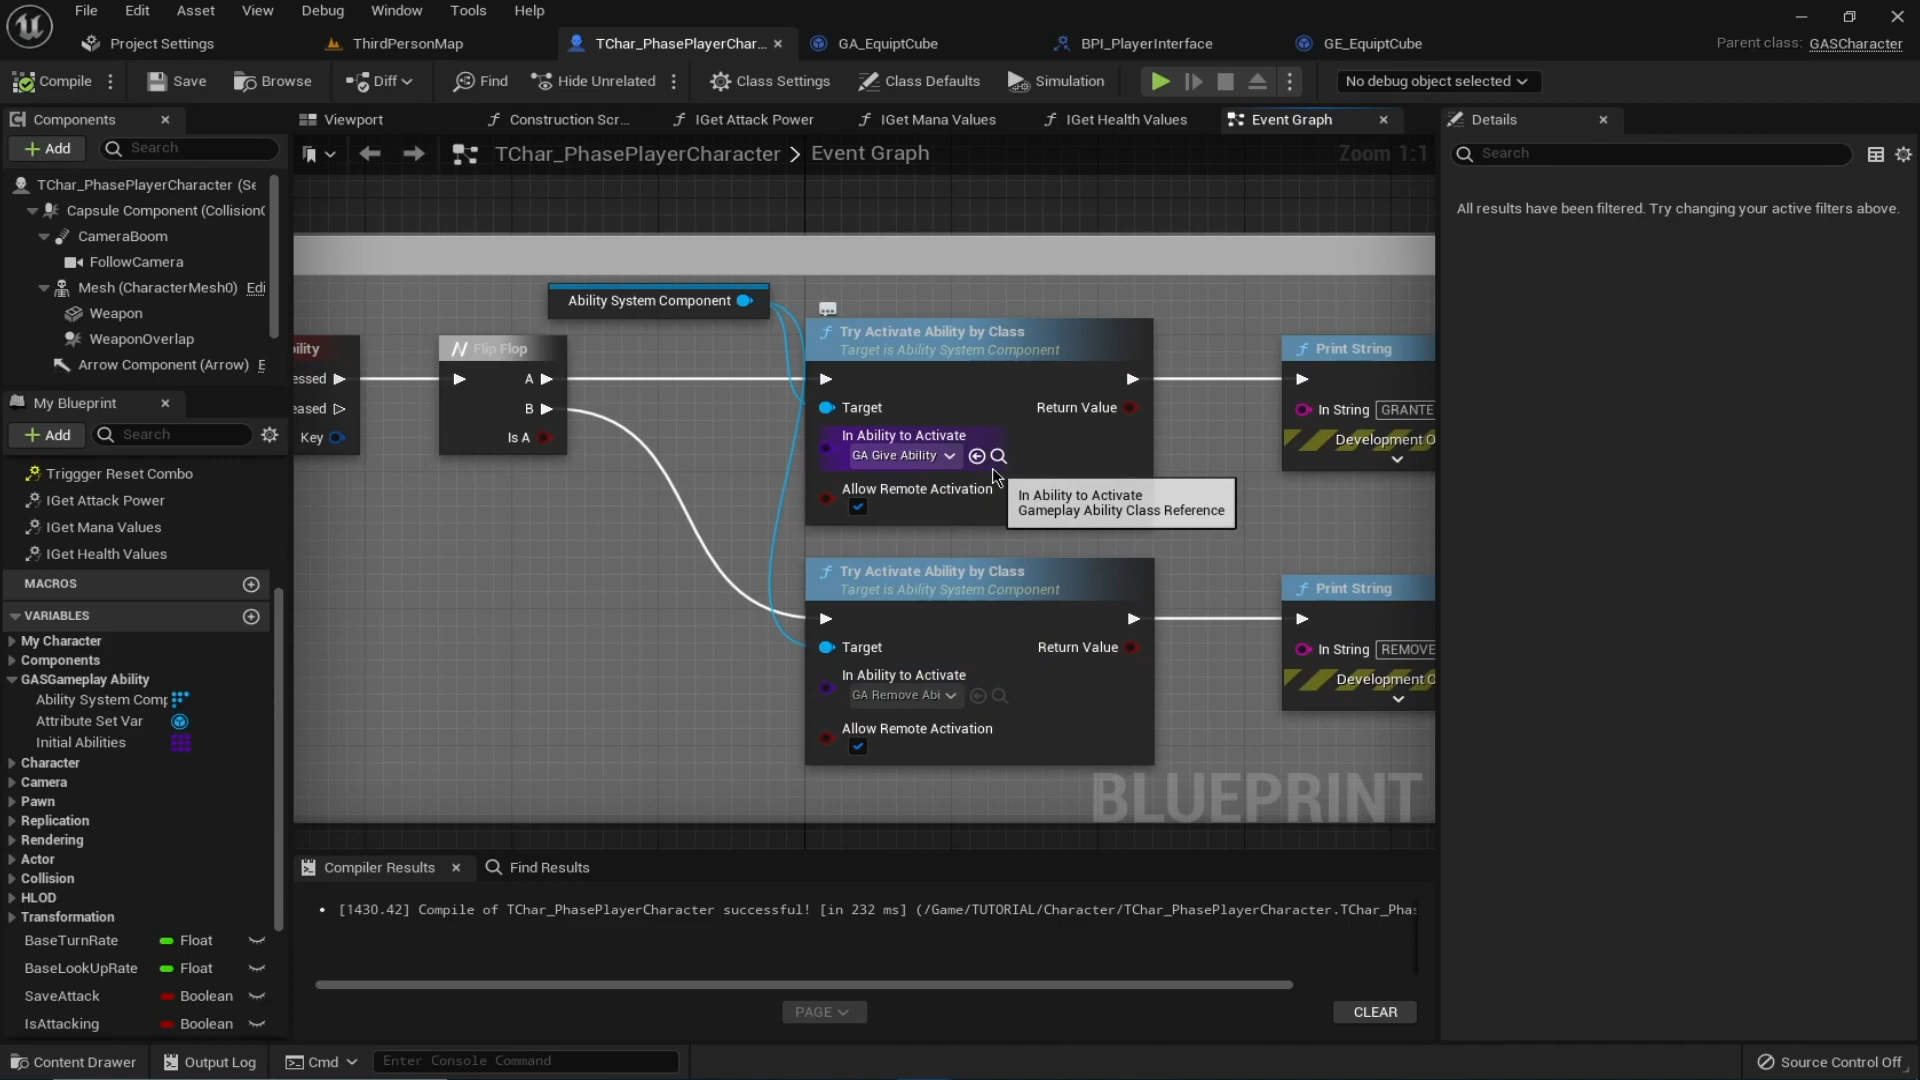 File Edit Asset View Debug Window Tools Help
Project Settings ThirdPersonMap TChar_PhasePlayerChar... GA_EquiptCube BPI_PlayerInterface GE_EquiptCube Parent class: GASCharacter
Compile Save Browse Diff Find Hide Unrelated Class Settings Class Defaults Simulation No debug object selected
Components Viewport Construction Scr... IGet Attack Power IGet Mana Values IGet Health Values Event Graph Details
Add Search TChar_PhasePlayerCharacter > Event Graph Zoom 1:1 Search
TChar_PhasePlayerCharacter (Se
Capsule Component (CollisionC
CameraBoom
FollowCamera
Mesh (CharacterMesh0) Edi
Weapon
WeaponOverlap
Arrow Component (Arrow) E
My Blueprint
Add Search
Triggger Reset Combo
IGet Attack Power
IGet Mana Values
IGet Health Values
MACROS
VARIABLES
My Character
Components
GASGameplay Ability
Ability System Comp
Attribute Set Var
Initial Abilities
Character
Camera
Pawn
Replication
Rendering
Actor
Collision
HLOD
Transformation
BaseTurnRate Float
BaseLookUpRate Float
SaveAttack Boolean
IsAttacking Boolean
All results have been filtered. Try changing your active filters above.
Ability System Component
bility
essed
eased
Key
Flip Flop
A
B
Is A
Try Activate Ability by Class
Target is Ability System Component
Target Return Value
In Ability to Activate
GA Give Ability
Allow Remote Activation
In Ability to Activate
Gameplay Ability Class Reference
Print String
In String GRANTE
Development O
Try Activate Ability by Class
Target is Ability System Component
Target Return Value
In Ability to Activate
GA Remove Abi
Allow Remote Activation
Print String
In String REMOVE
Development O
BLUEPRINT
Compiler Results Find Results
• [1430.42] Compile of TChar_PhasePlayerCharacter successful! [in 232 ms] (/Game/TUTORIAL/Character/TChar_PhasePlayerCharacter.TChar_Phas
PAGE CLEAR
Content Drawer Output Log Cmd Enter Console Command Source Control Off